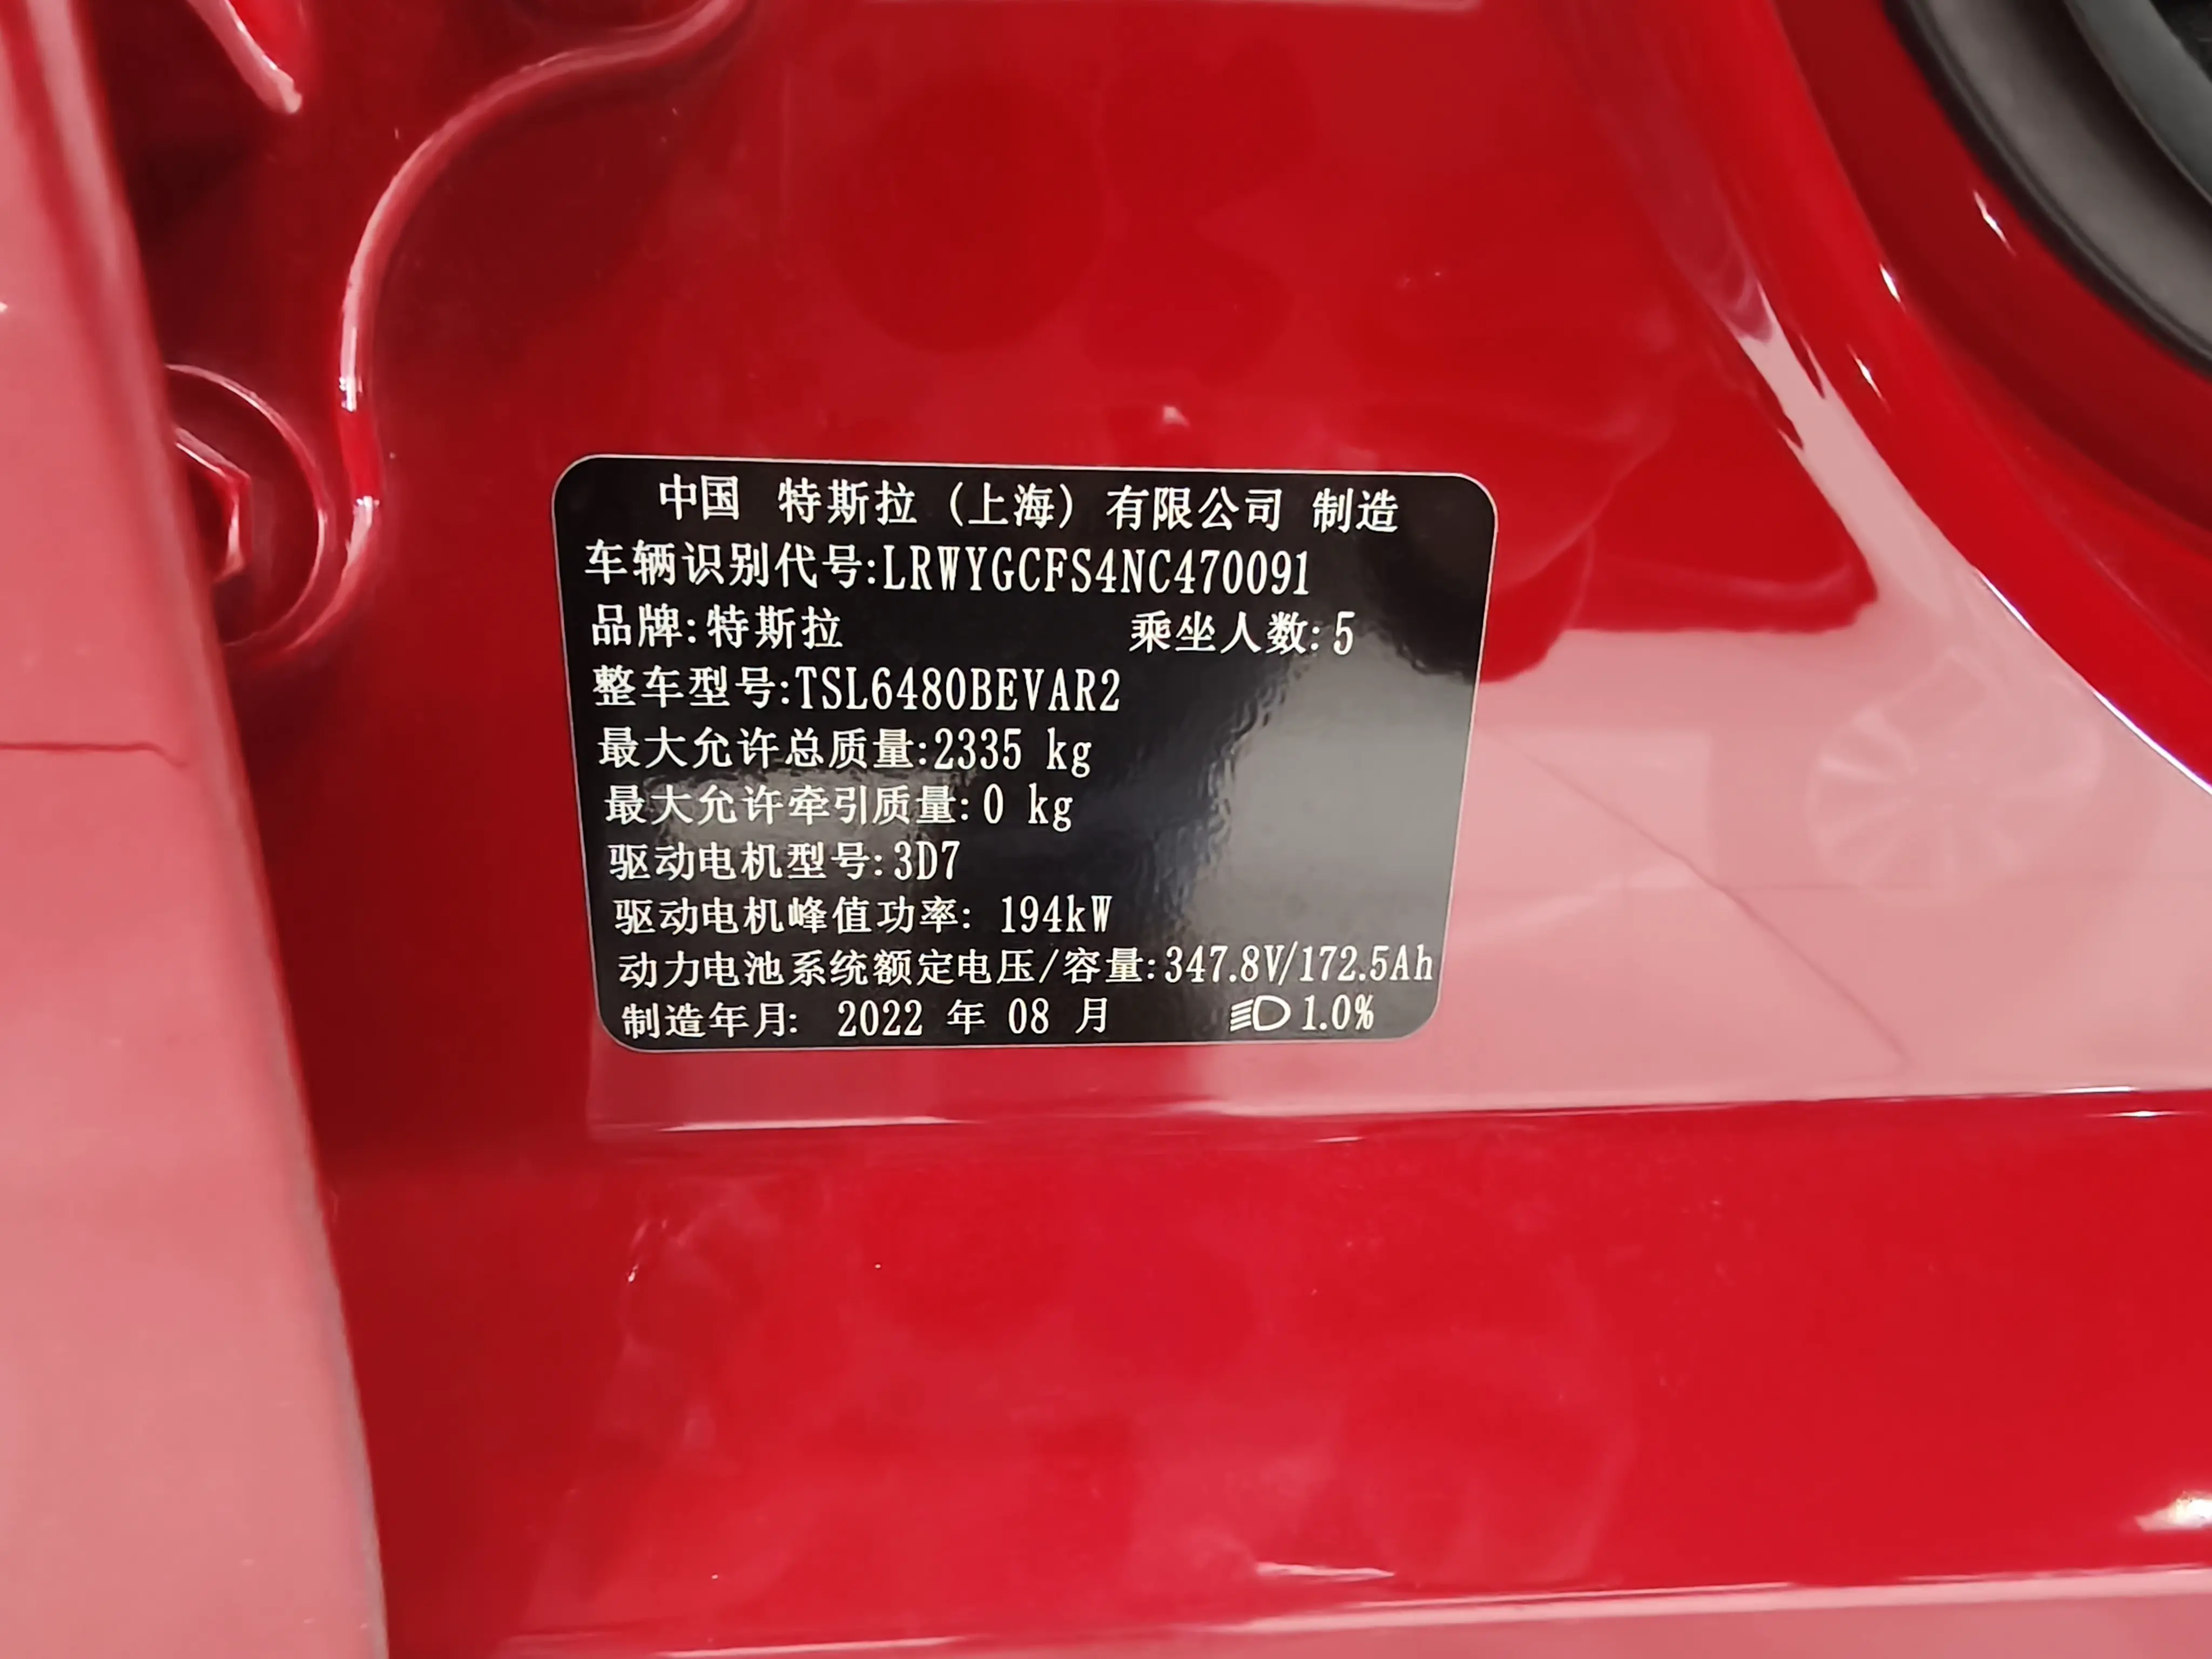 中国 特斯拉 (上海) 有限公司 制造
车辆识别代号:LRWYGCFS4NC470091
品牌:特斯拉 乘坐人数:5
整车型号:TSL6480BEVAR2
最大允许总质量:2335 kg
最大允许牵引质量:0 kg
驱动电机型号:3D7
驱动电机峰值功率: 194kW
动力电池系统额定电压/容量:347.8V/172.5Ah
制造年月: 2022 年 08 月 1.0%